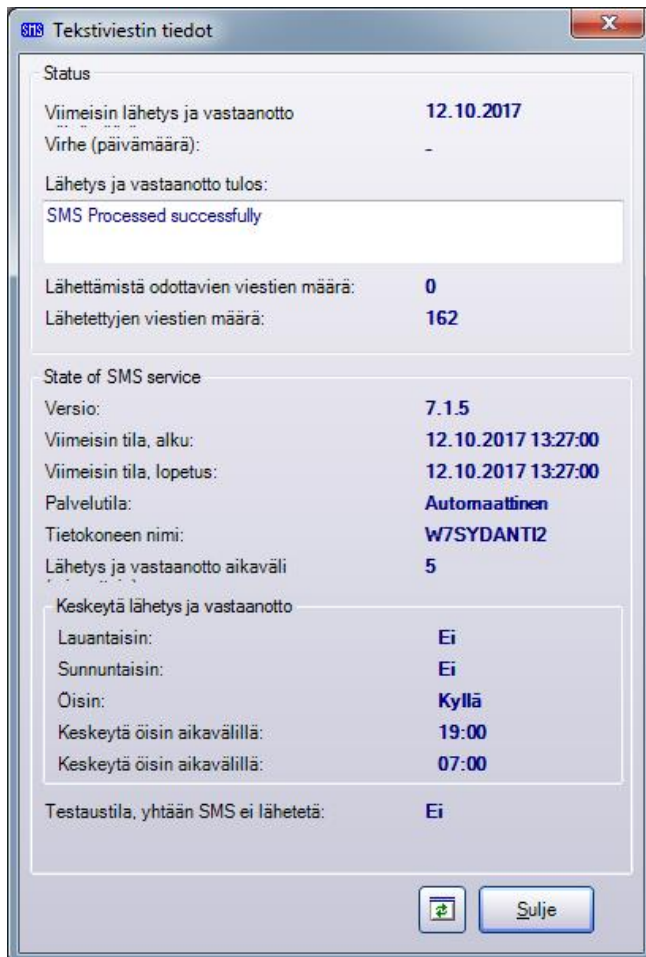 SMS Tekstiviestin tiedot
Status
Viimeisin lähetys ja vastaanotto 12.10.2017
Virhe (päivämäärä): -
Lähetys ja vastaanotto tulos:
SMS Processed successfully
Lähettämistä odottavien viestien määrä: 0
Lähetettyjen viestien määrä: 162
State of SMS service
Versio: 7.1.5
Viimeisin tila, alku: 12.10.2017 13:27:00
Viimeisin tila, lopetus: 12.10.2017 13:27:00
Palvelutila: Automaattinen
Tietokoneen nimi: W7SYDANTI2
Lähetys ja vastaanotto aikaväli 5
Keskeytä lähetys ja vastaanotto
Lauantaisin: Ei
Sunnuntaisin: Ei
Öisin: Kyllä
Keskeytä öisin aikavälillä: 19:00
Keskeytä öisin aikavälillä: 07:00
Testaustila, yhtään SMS ei lähetetä: Ei
Sulje